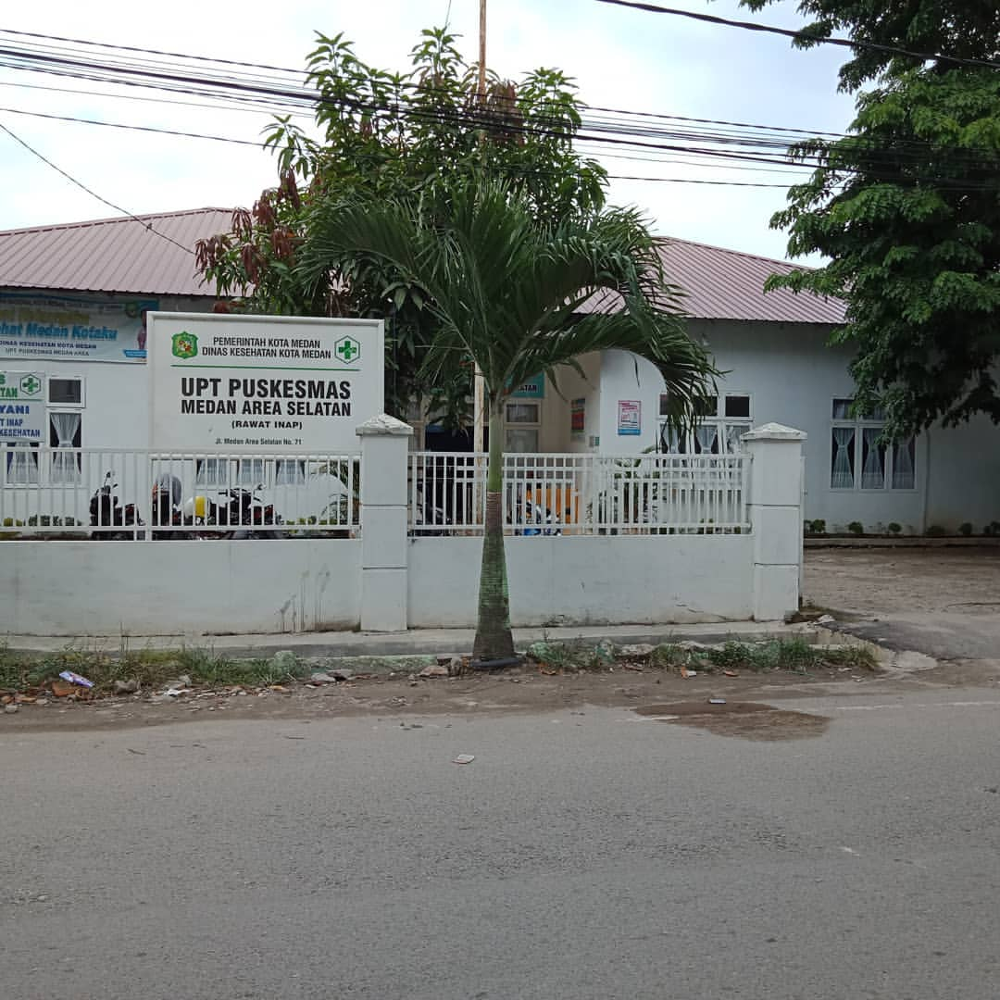 PEMERINTAH KOTA MEDAN
DINAS KESEHATAN KOTA MEDAN
UPT PUSKESMAS
MEDAN AREA SELATAN
(RAWAT INAP)
Jl. Medan Area Selatan No. 71
ehat Medan Kotaku
DINAS KESEHATAN KOTA MEDAN
UPT PUSKESMAS MEDAN AREA
YANI
T INAP
KESEHATAN